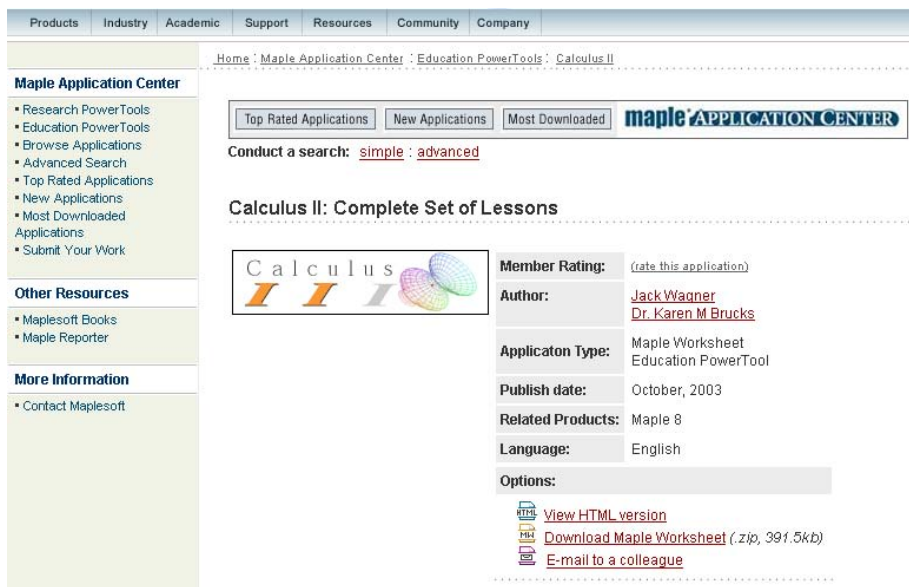 Products Industry Academic Support Resources Community Company
Home : Maple Application Center : Education PowerTools : Calculus II
Maple Application Center
▪ Research PowerTools
▪ Education PowerTools
▪ Browse Applications
▪ Advanced Search
▪ Top Rated Applications
▪ New Applications
▪ Most Downloaded
Applications
▪ Submit Your Work
Other Resources
▪ Maplesoft Books
▪ Maple Reporter
More Information
▪ Contact Maplesoft
Top Rated Applications New Applications Most Downloaded maple APPLICATION CENTER
Conduct a search: simple : advanced
Calculus II: Complete Set of Lessons
Calculus
I I I
Member Rating: (rate this application)
Author: Jack Wagner
Dr. Karen M Brucks
Applicaton Type: Maple Worksheet
Education PowerTool
Publish date: October, 2003
Related Products: Maple 8
Language: English
Options:
HTML View HTML version
MW Download Maple Worksheet (.zip, 391.5kb)
E-mail to a colleague